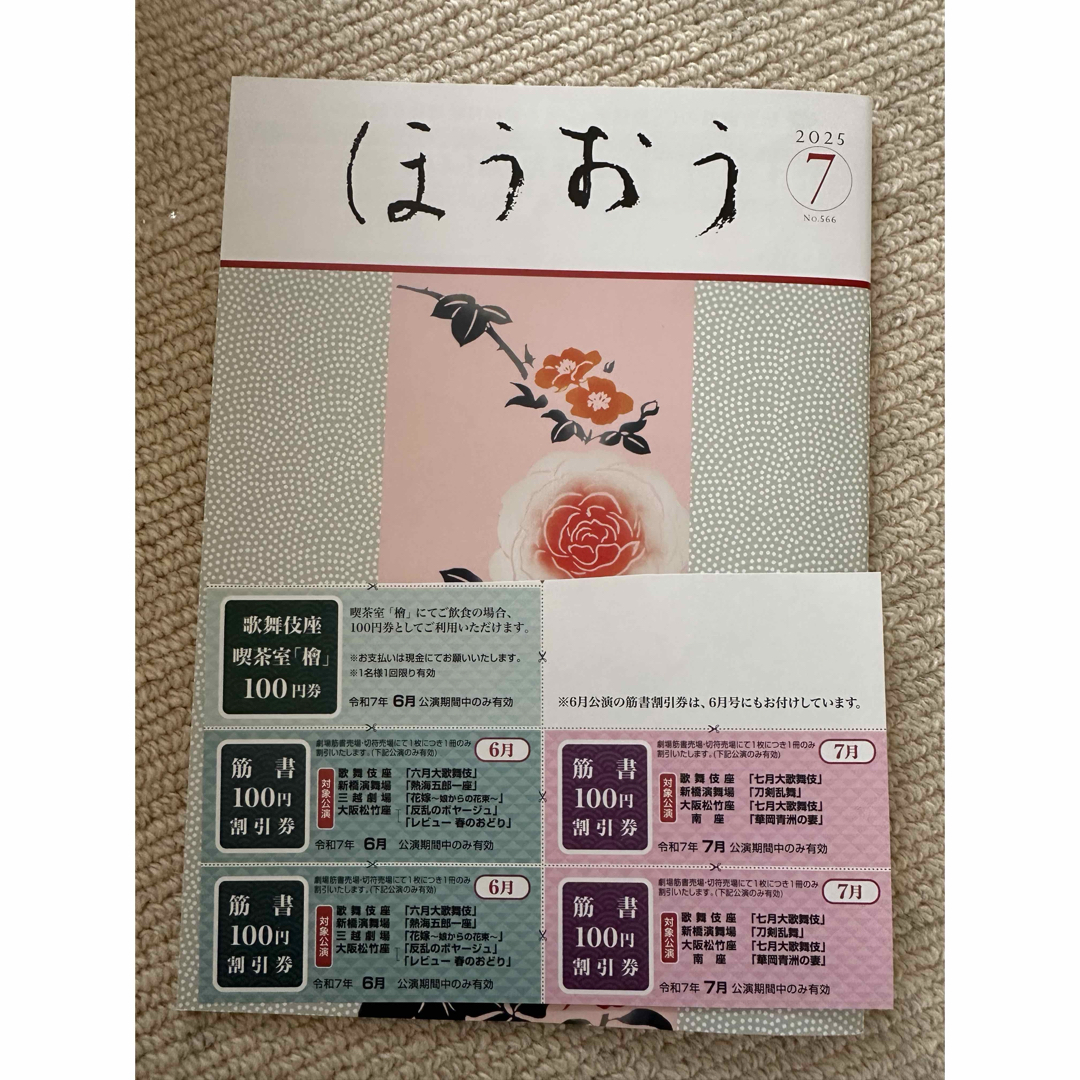 ほうおう
2025
7
No.566
歌舞伎座
喫茶室「檜」
100円券
喫茶室「檜」にてご飲食の場合、
100円券としてご利用いただけます。
※お支払いは現金にてお願いいたします。
※1名様1回限り有効
令和7年 6月 公演期間中のみ有効
※6月公演の筋書割引券は、6月号にもお付けしています。
筋書
100円
割引券
劇場筋書売場・切符売場にて1枚につき1冊のみ
割引いたします。(下記公演のみ有効)
6月
対象公演
歌舞伎座 「六月大歌舞伎」
新橋演舞場 「熱海五郎一座」
三越劇場 「花嫁～娘からの花束～」
大阪松竹座 「反乱のボヤージュ」
「レビュー 春のおどり」
令和7年 6月 公演期間中のみ有効
筋書
100円
割引券
劇場筋書売場・切符売場にて1枚につき1冊のみ
割引いたします。(下記公演のみ有効)
7月
対象公演
歌舞伎座 「七月大歌舞伎」
新橋演舞場 「刀剣乱舞」
大阪松竹座 「七月大歌舞伎」
南座 「華岡青洲の妻」
令和7年 7月 公演期間中のみ有効
筋書
100円
割引券
劇場筋書売場・切符売場にて1枚につき1冊のみ
割引いたします。(下記公演のみ有効)
6月
対象公演
歌舞伎座 「六月大歌舞伎」
新橋演舞場 「熱海五郎一座」
三越劇場 「花嫁～娘からの花束～」
大阪松竹座 「反乱のボヤージュ」
「レビュー 春のおどり」
令和7年 6月 公演期間中のみ有効
筋書
100円
割引券
劇場筋書売場・切符売場にて1枚につき1冊のみ
割引いたします。(下記公演のみ有効)
7月
対象公演
歌舞伎座 「七月大歌舞伎」
新橋演舞場 「刀剣乱舞」
大阪松竹座 「七月大歌舞伎」
南座 「華岡青洲の妻」
令和7年 7月 公演期間中のみ有効